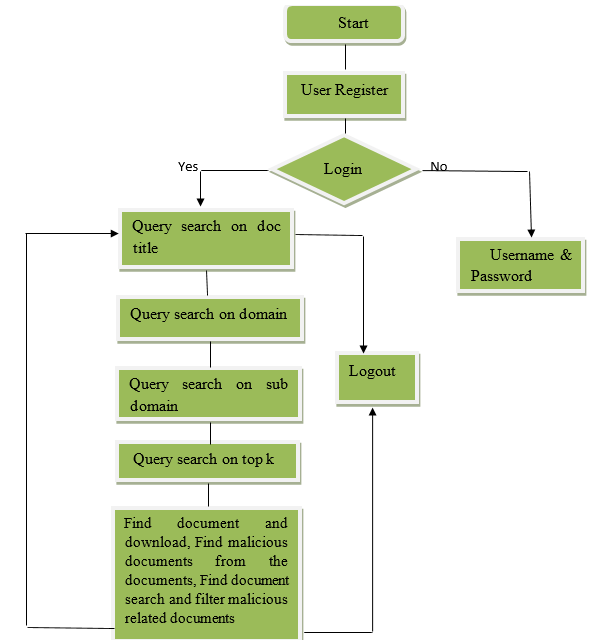 Start
User Register
Login
Yes
No
Query search on doc
title
Username &
Password
Query search on domain
Logout
Query search on sub
domain
Query search on top k
Find document and
download, Find malicious
documents from the
documents, Find document
search and filter malicious
related documents